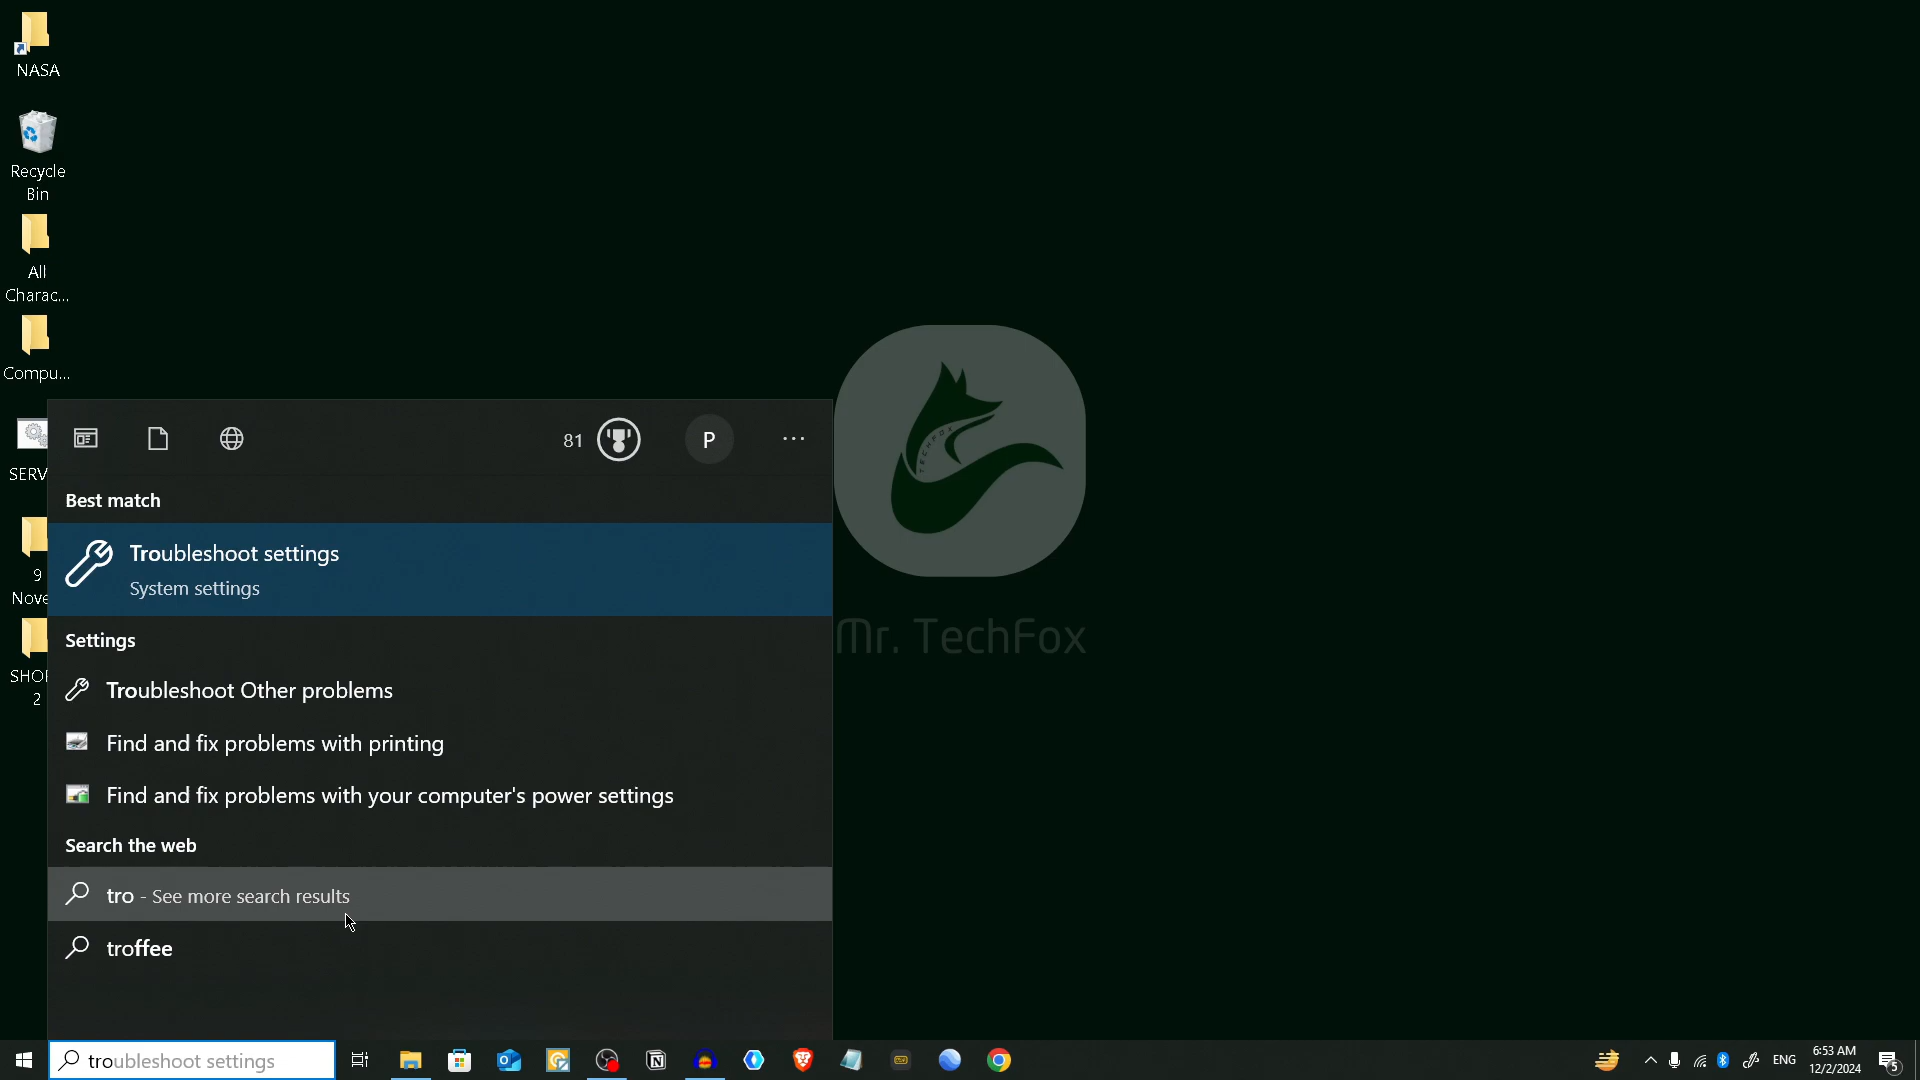 NASA
Recycle
Bin
All
Charac...
Compu...
SERV
9
Nove
SHOP
2
81
P
Best match
Troubleshoot settings
System settings
Settings
Troubleshoot Other problems
Find and fix problems with printing
Find and fix problems with your computer's power settings
Search the web
tro - See more search results
troffee
TECHFOX
Mr. TechFox
troubleshoot settings
ENG
6:53 AM
12/2/2024
5